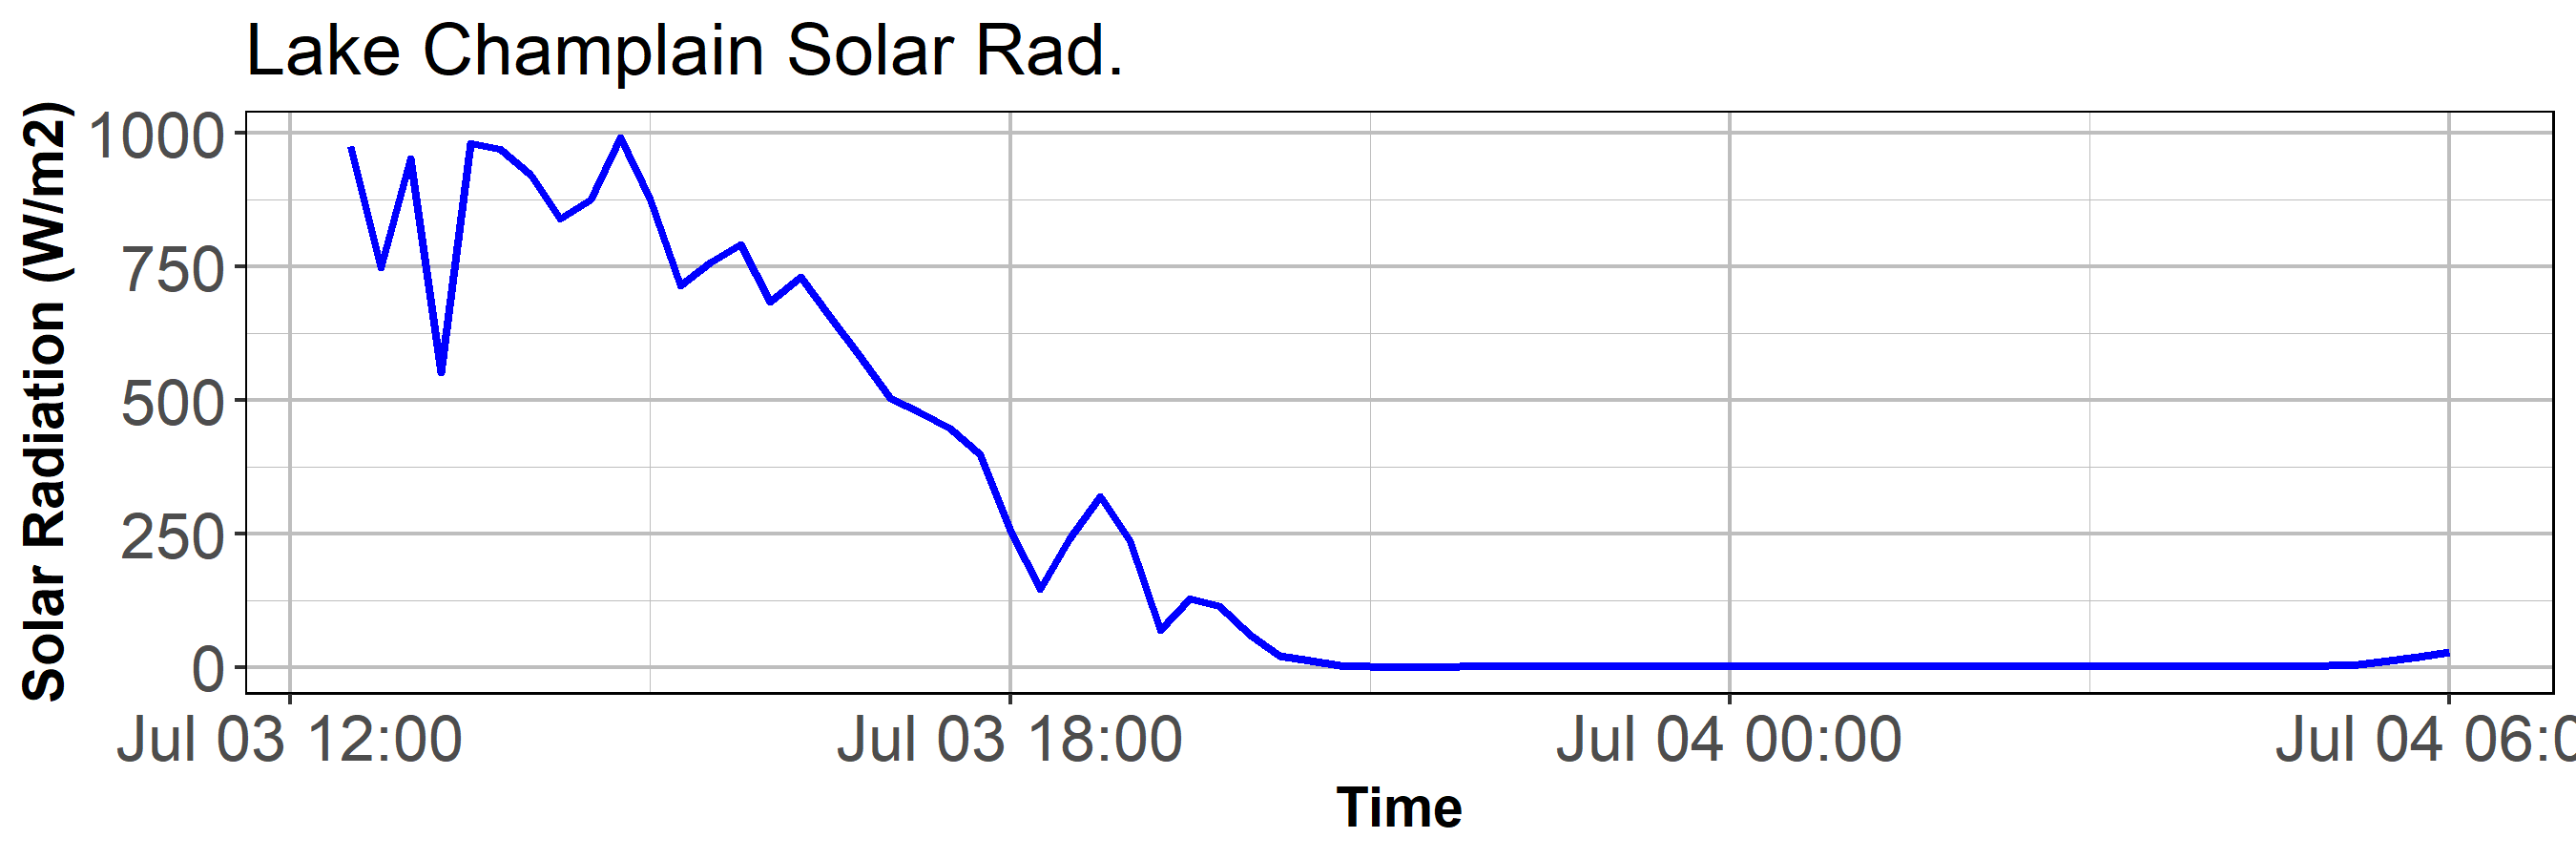 Lake Champlain Solar Rad.
Solar Radiation (W/m2)
1000
750
500
250
0
Jul 03 12:00
Jul 03 18:00
Jul 04 00:00
Jul 04 06:0
Time